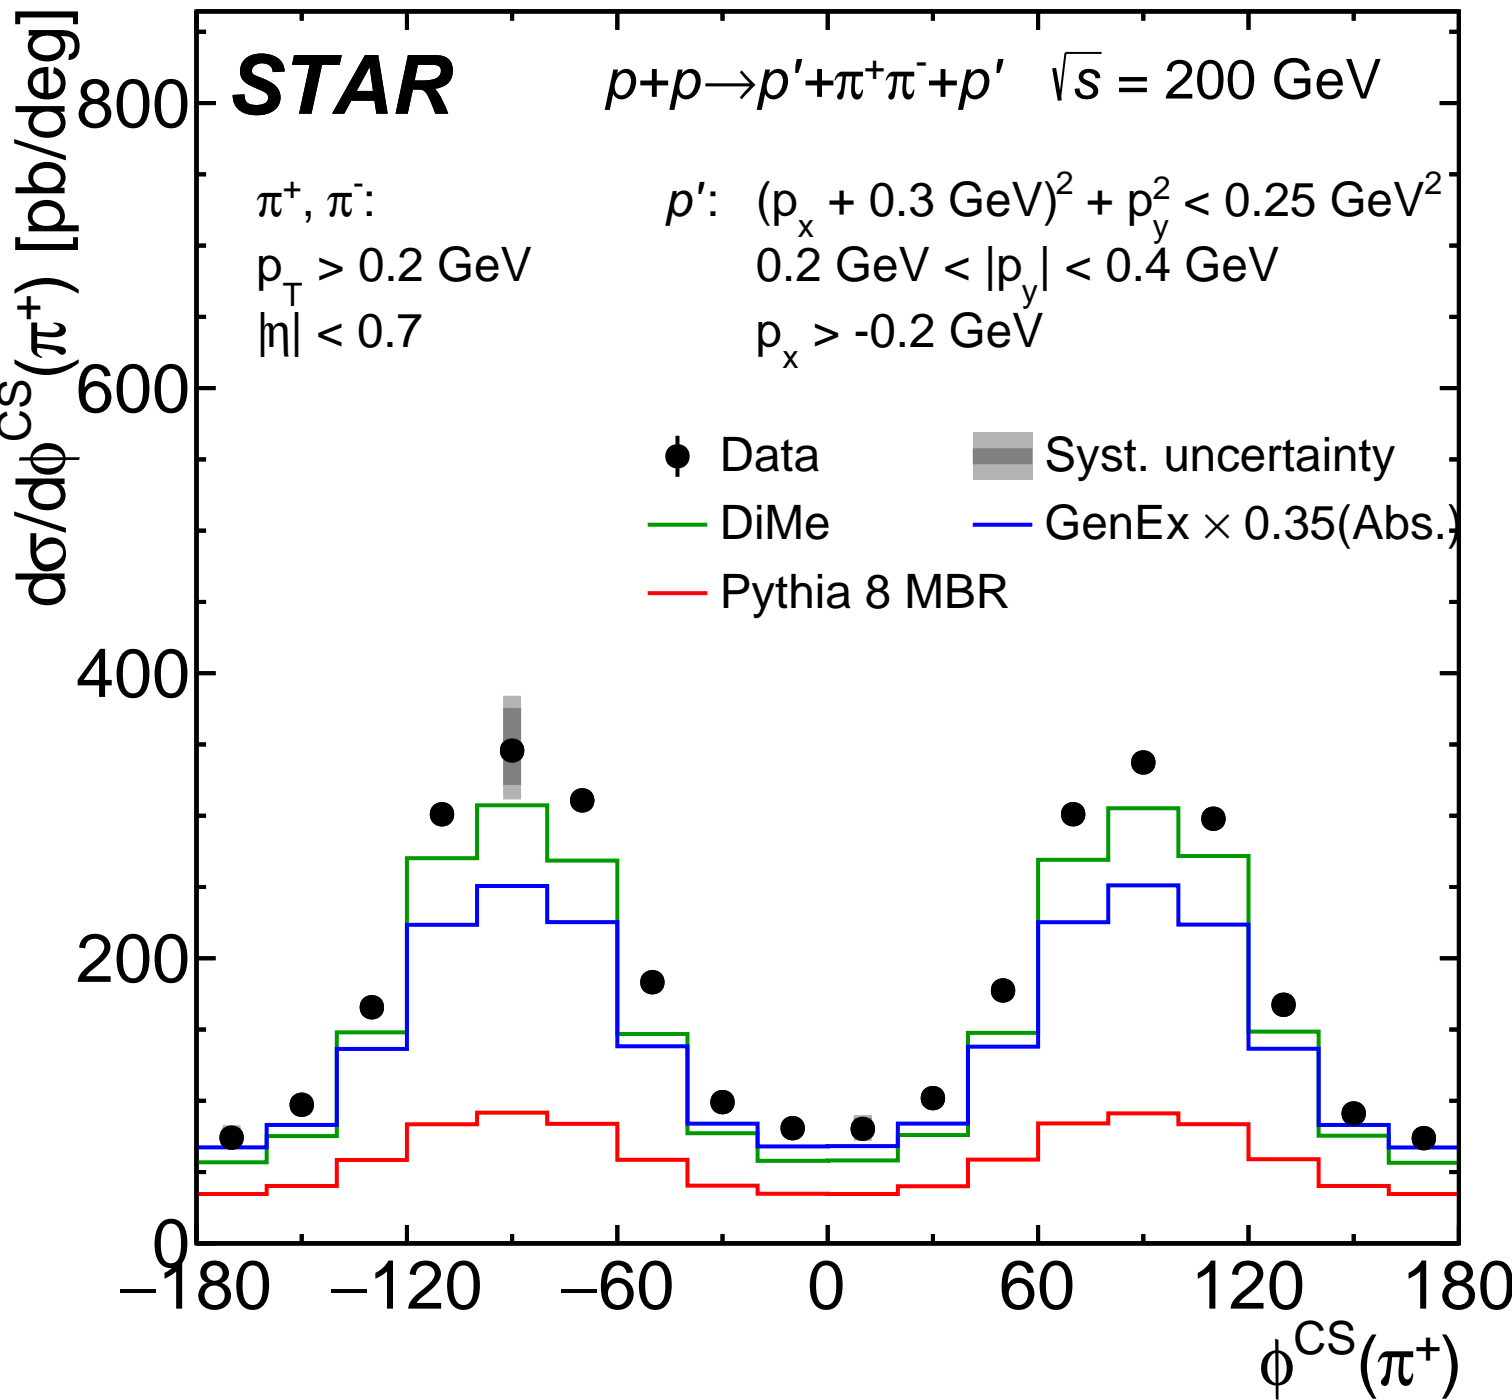 dσ/dϕ^CS(π⁺) [pb/deg]
STAR p+p→p′+π⁺π⁻+p′ √s = 200 GeV
π⁺, π⁻: p′: (p_x + 0.3 GeV)² + p_y² < 0.25 GeV²
p_T > 0.2 GeV 0.2 GeV < |p_y| < 0.4 GeV
|η| < 0.7 p_x > -0.2 GeV
Data Syst. uncertainty
DiMe GenEx × 0.35(Abs.)
Pythia 8 MBR
800
600
400
200
0
−180 −120 −60 0 60 120 180
ϕ^CS(π⁺)